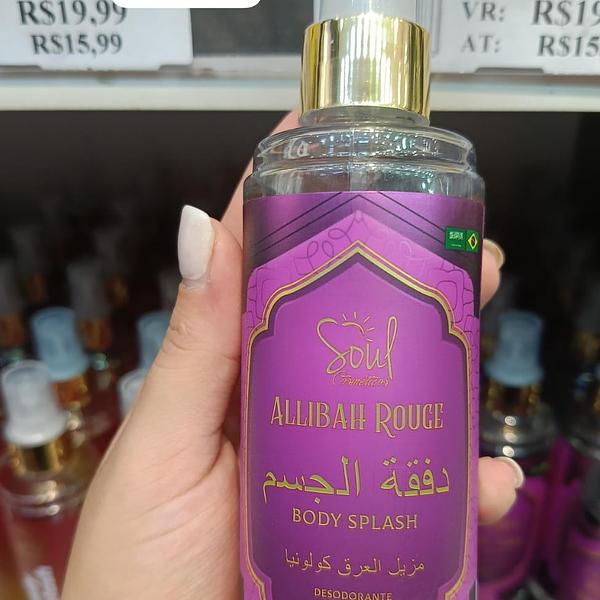 R$19,99
R$15,99
VR: R$19
AT: R$15
Soul
Cosmeticos
ALLIBAH ROUGE
دفقة الجسم
BODY SPLASH
مزيل العرق كولونيا
DESODORANTE